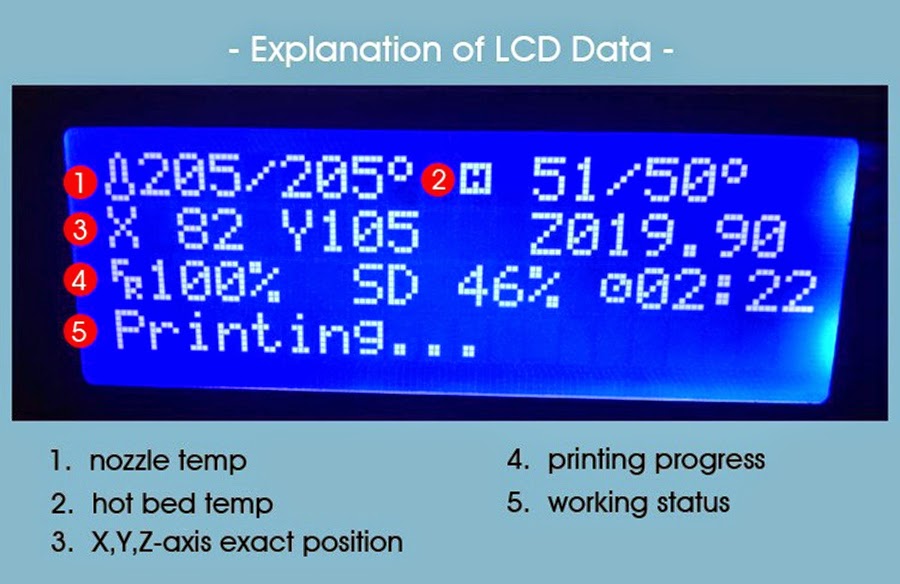 - Explanation of LCD Data -
1 205/205° 2 51/50°
3 X 82 Y105 Z019.90
4 FR100% SD 46% 02:22
5 Printing...
1. nozzle temp
2. hot bed temp
3. X,Y,Z-axis exact position
4. printing progress
5. working status